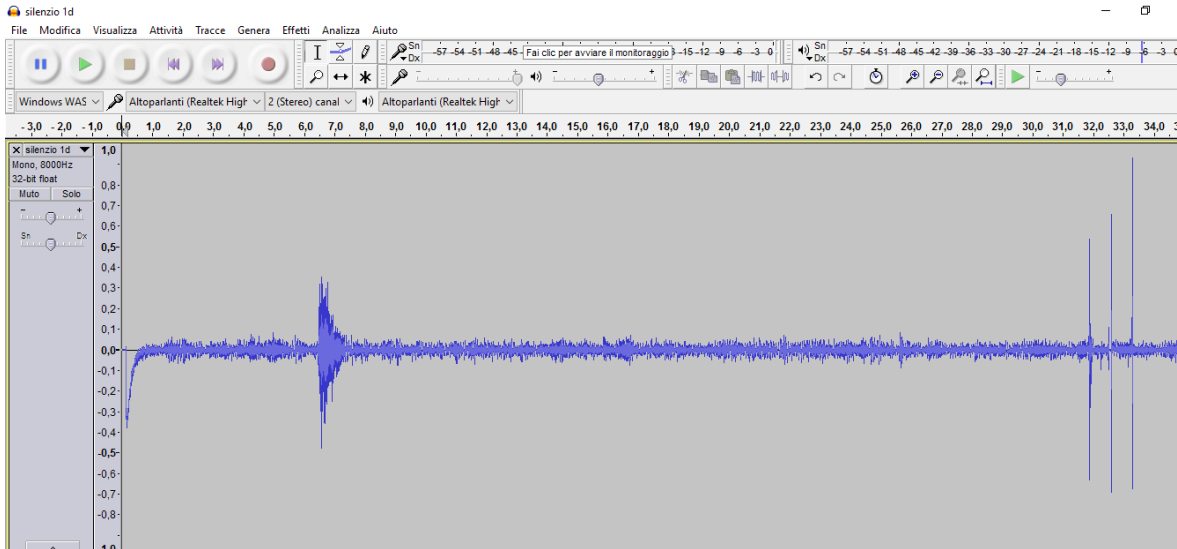 silenzio 1d
File Modifica Visualizza Attività Tracce Genera Effetti Analizza Aiuto
Sn Dx -57 -54 -51 -48 -45 - Fai clic per avviare il monitoraggio -15 -12 -9 -6 -3 0 Sn Dx -57 -54 -51 -48 -45 -42 -39 -36 -33 -30 -27 -24 -21 -18 -15 -12 -9 -6 -3 0
Windows WAS Altoparlanti (Realtek High 2 (Stereo) canal Altoparlanti (Realtek High
- 3,0 - 2,0 - 1,0 0,0 1,0 2,0 3,0 4,0 5,0 6,0 7,0 8,0 9,0 10,0 11,0 12,0 13,0 14,0 15,0 16,0 17,0 18,0 19,0 20,0 21,0 22,0 23,0 24,0 25,0 26,0 27,0 28,0 29,0 30,0 31,0 32,0 33,0 34,0
silenzio 1d 1,0
Mono, 8000Hz
32-bit float
0,8-
Muto Solo
0,7-
- +
0,6-
Sn Dx
0,5-
0,4-
0,3-
0,2-
0,1-
0,0-
-0,1-
-0,2-
-0,3-
-0,4-
-0,5-
-0,6-
-0,7-
-0,8-